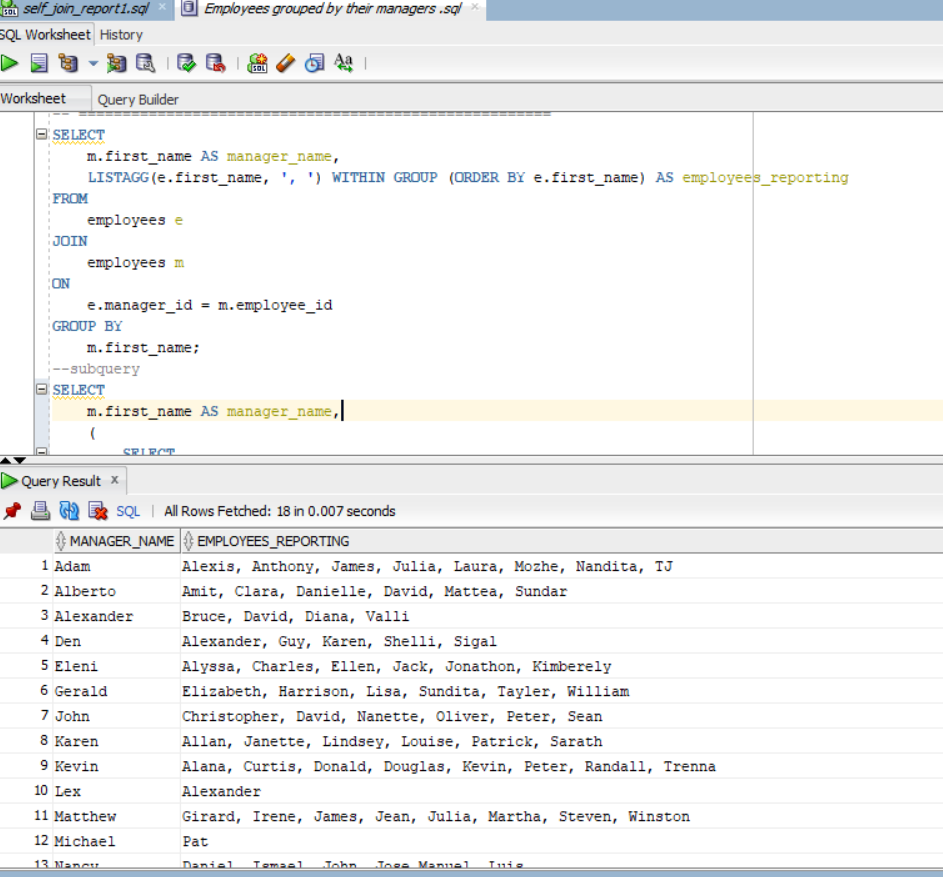 self_join_report1.sql × Employees grouped by their managers .sql ×
SQL Worksheet History
Worksheet Query Builder
-- ======================================================
SELECT
m.first_name AS manager_name,
LISTAGG(e.first_name, ', ') WITHIN GROUP (ORDER BY e.first_name) AS employees_reporting
FROM
employees e
JOIN
employees m
ON
e.manager_id = m.employee_id
GROUP BY
m.first_name;
--subquery
SELECT
m.first_name AS manager_name,
(
SELECT
Query Result ×
SQL | All Rows Fetched: 18 in 0.007 seconds
MANAGER_NAME EMPLOYEES_REPORTING
1 Adam Alexis, Anthony, James, Julia, Laura, Mozhe, Nandita, TJ
2 Alberto Amit, Clara, Danielle, David, Mattea, Sundar
3 Alexander Bruce, David, Diana, Valli
4 Den Alexander, Guy, Karen, Shelli, Sigal
5 Eleni Alyssa, Charles, Ellen, Jack, Jonathon, Kimberely
6 Gerald Elizabeth, Harrison, Lisa, Sundita, Tayler, William
7 John Christopher, David, Nanette, Oliver, Peter, Sean
8 Karen Allan, Janette, Lindsey, Louise, Patrick, Sarath
9 Kevin Alana, Curtis, Donald, Douglas, Kevin, Peter, Randall, Trenna
10 Lex Alexander
11 Matthew Girard, Irene, James, Jean, Julia, Martha, Steven, Winston
12 Michael Pat
13 Nancy Daniel, Ismael, John, Jose Manuel, Luis